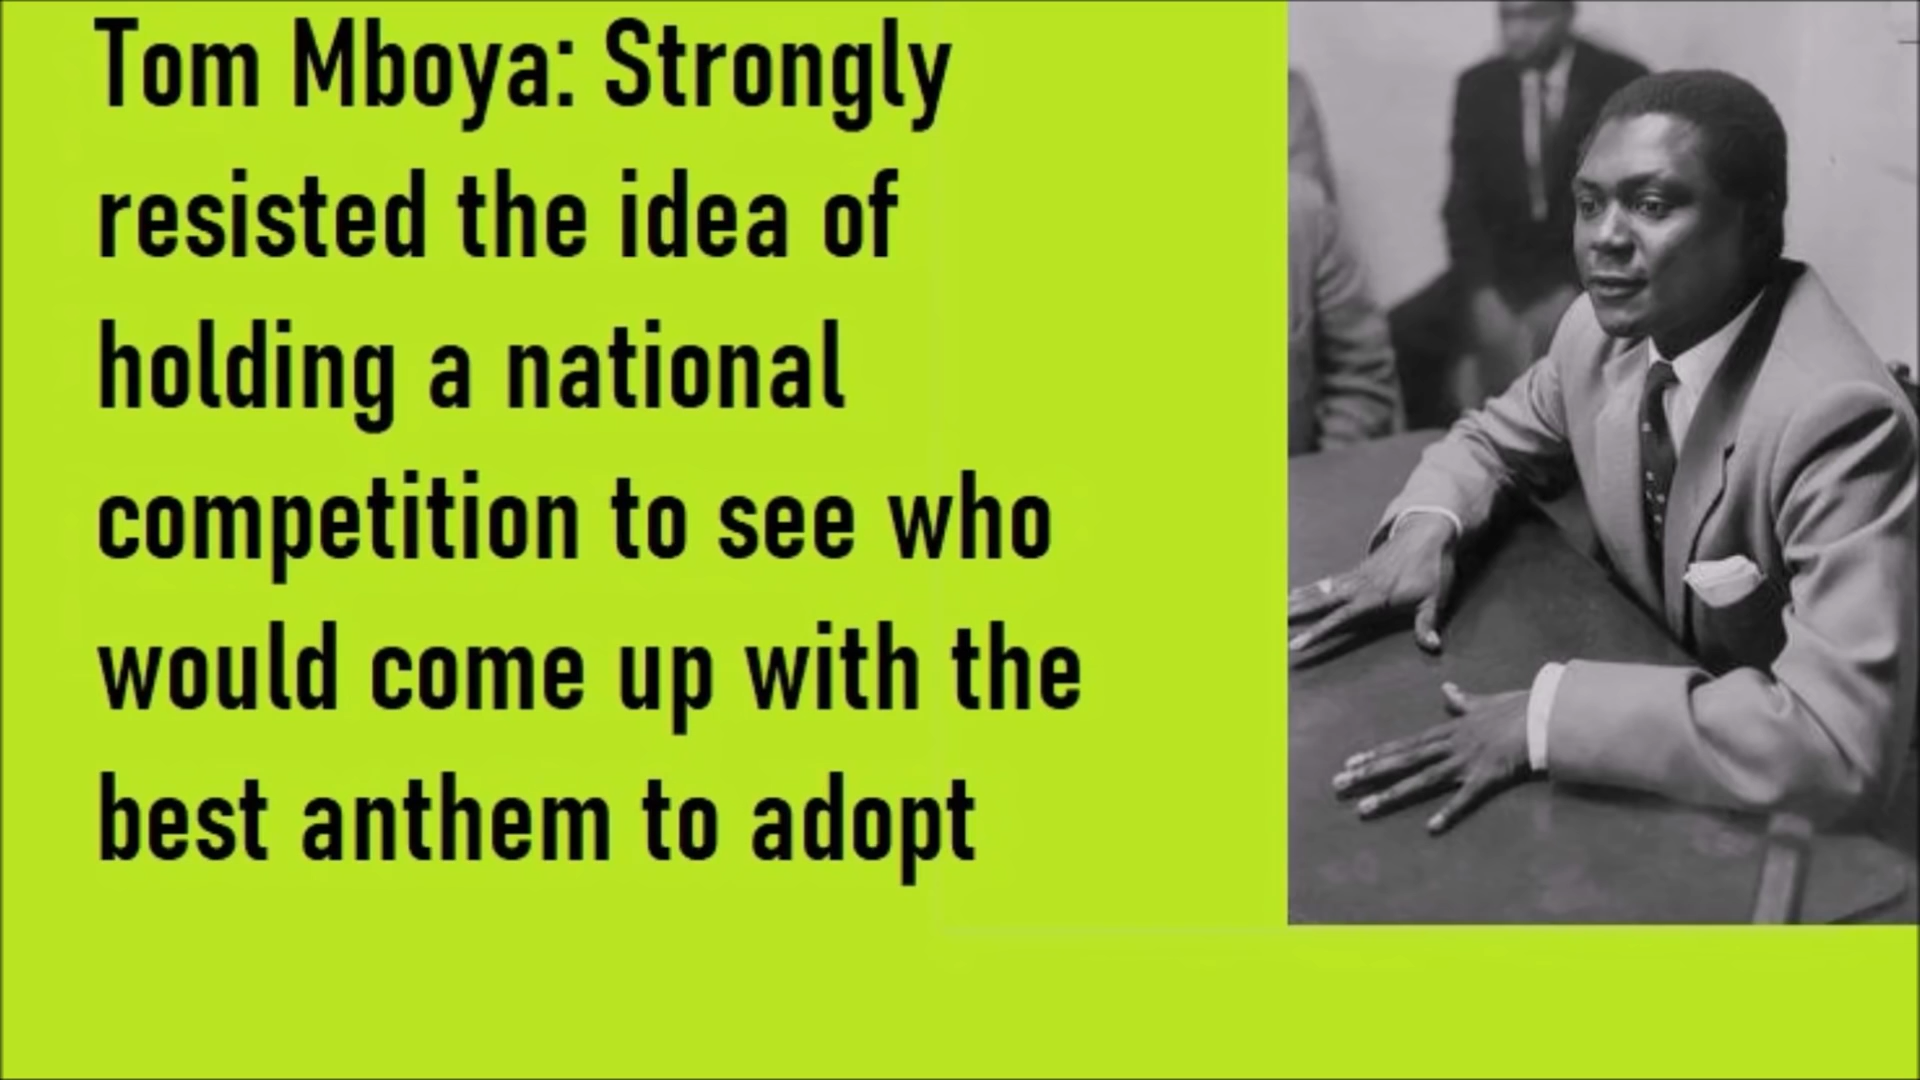 Tom Mboya: Strongly
resisted the idea of
holding a national
competition to see who
would come up with the
best anthem to adopt